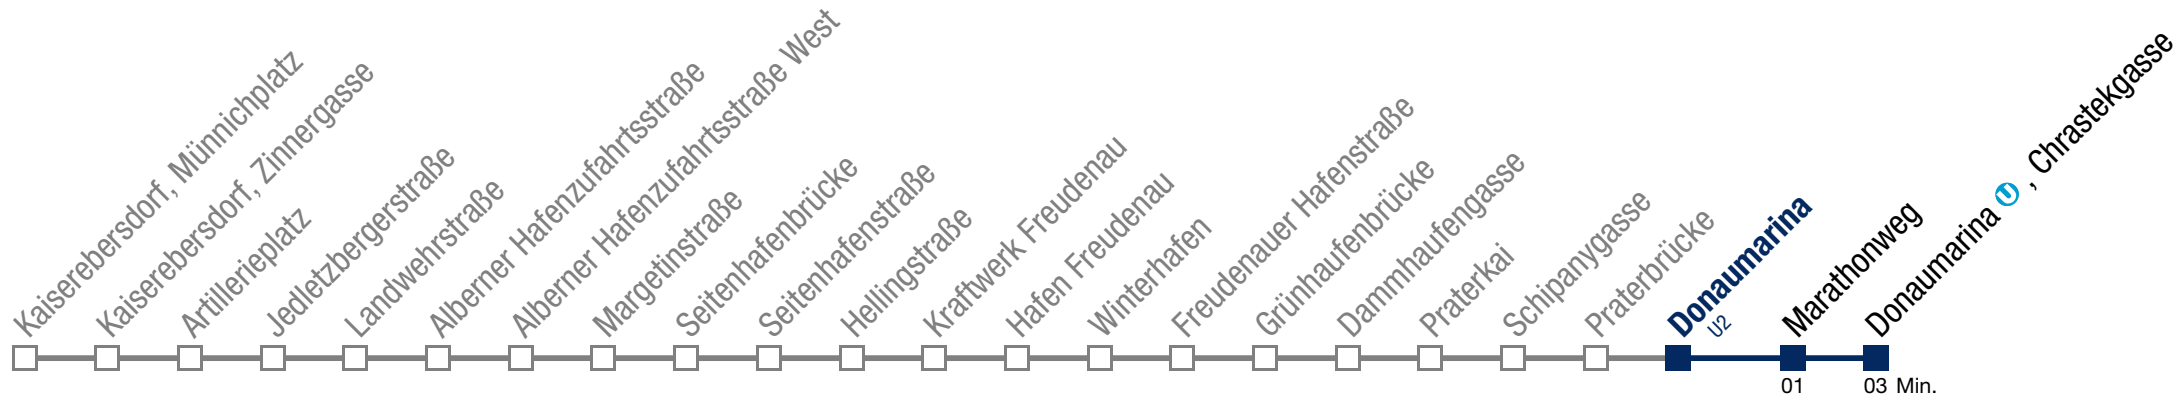 Kaiserebersdorf, Münnichplatz
Kaiserebersdorf, Zinnergasse
Artillerieplatz
Jedletzbergerstraße
Landwehrstraße
Alberner Hafenzufahrtsstraße
Alberner Hafenzufahrtsstraße West
Margetinstraße
Seitenhafenbrücke
Seitenhafenstraße
Hellingstraße
Kraftwerk Freudenau
Hafen Freudenau
Winterhafen
Freudenauer Hafenstraße
Grünhaufenbrücke
Dammhaufengasse
Praterkai
Schipanygasse
Praterbrücke
Donaumarina
U2
Marathonweg
Donaumarina U , Chrastekgasse
01
03 Min.